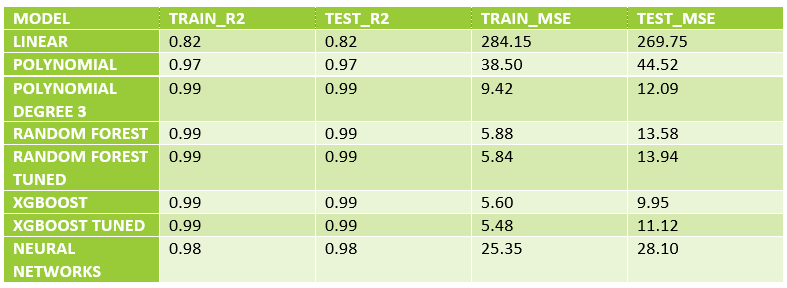 MODEL TRAIN_R2 TEST_R2 TRAIN_MSE TEST_MSE
LINEAR 0.82 0.82 284.15 269.75
POLYNOMIAL 0.97 0.97 38.50 44.52
POLYNOMIAL 0.99 0.99 9.42 12.09
DEGREE 3
RANDOM FOREST 0.99 0.99 5.88 13.58
RANDOM FOREST 0.99 0.99 5.84 13.94
TUNED
XGBOOST 0.99 0.99 5.60 9.95
XGBOOST TUNED 0.99 0.99 5.48 11.12
NEURAL 0.98 0.98 25.35 28.10
NETWORKS